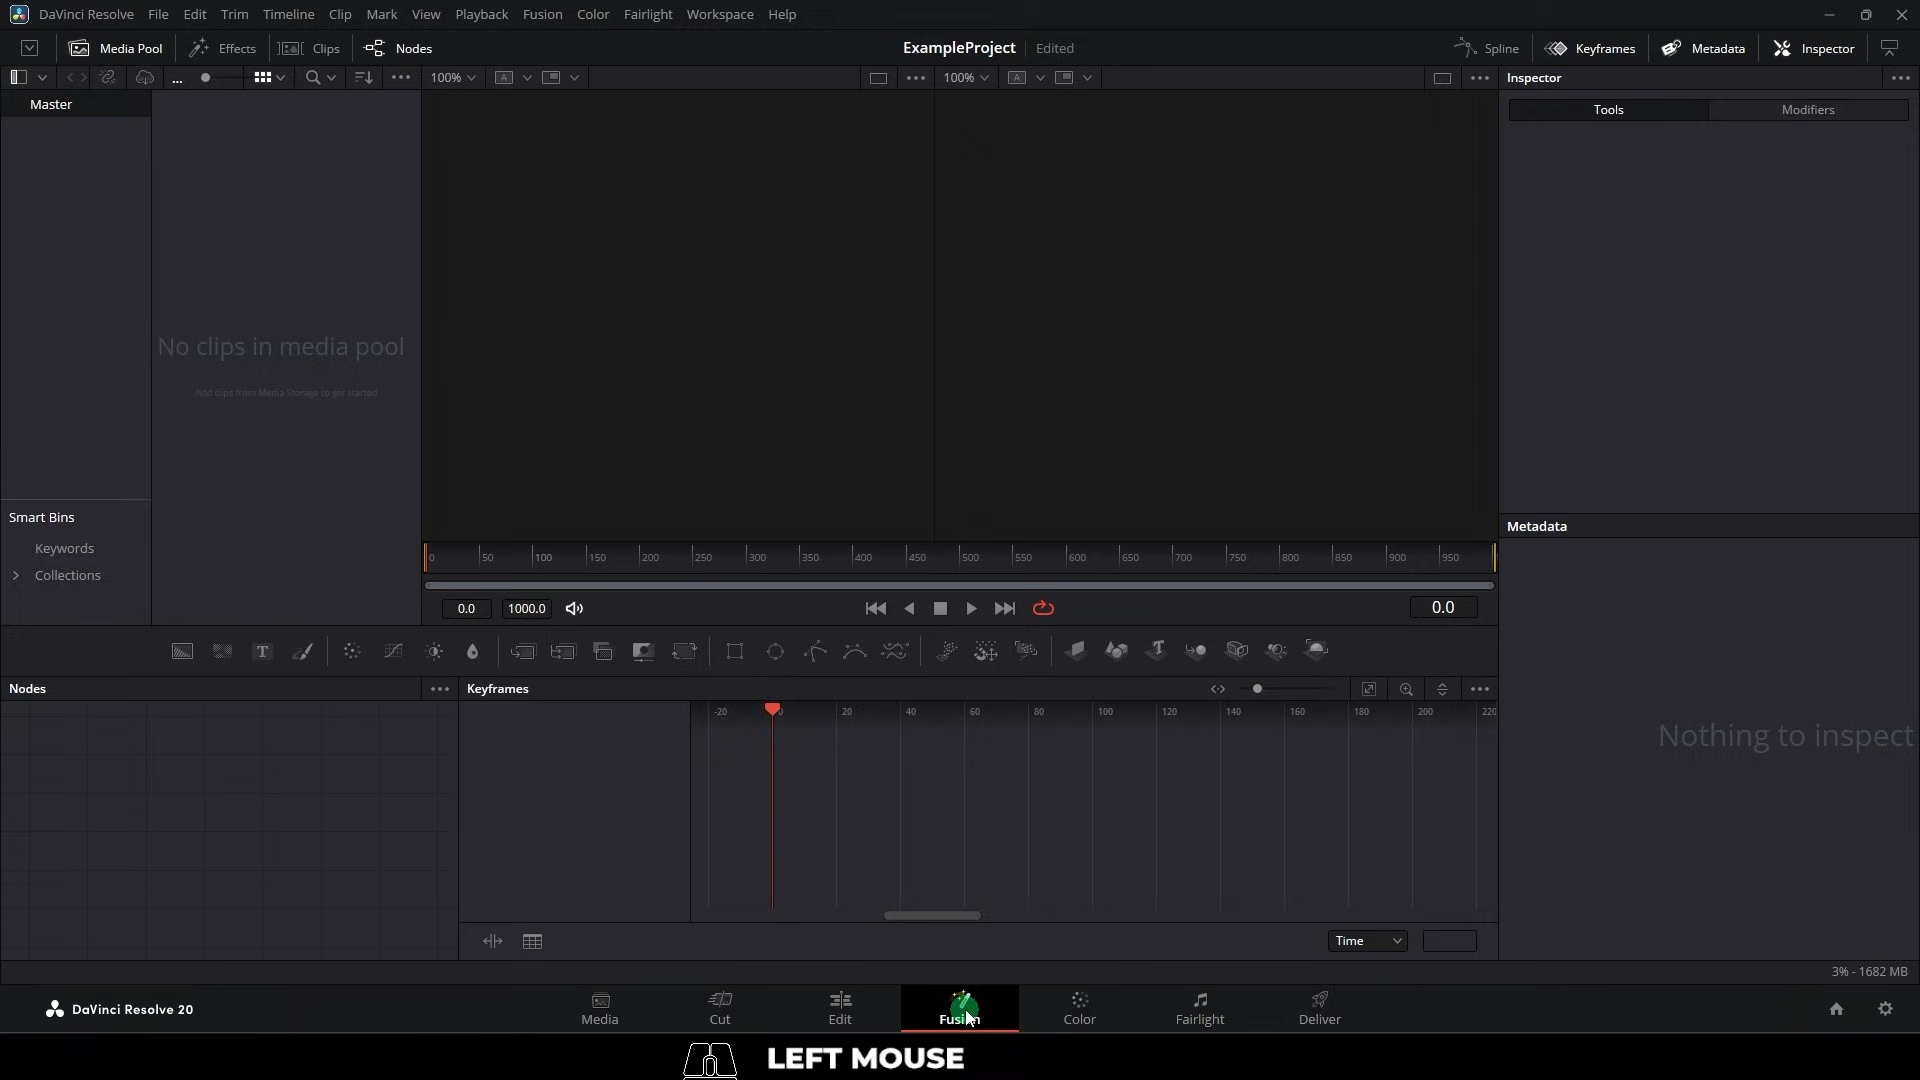 DaVinci Resolve File Edit Trim Timeline Clip Mark View Playback Fusion Color Fairlight Workspace Help
Media Pool Effects Clips Nodes ExampleProject Edited Spline Keyframes Metadata Inspector
... 100% A 100% A Inspector
Master
Tools Modifiers
No clips in media pool
Add clips from Media Storage to get started
Smart Bins
Metadata
Keywords
Collections
0 50 100 150 200 250 300 350 400 450 500 550 600 650 700 750 800 850 900 950
0.0 1000.0 0.0
T T
Nodes Keyframes
-20 0 20 40 60 80 100 120 140 160 180 200 220
Nothing to inspect
Time
3% - 1682 MB
DaVinci Resolve 20
Media Cut Edit Fusion Color Fairlight Deliver
LEFT MOUSE